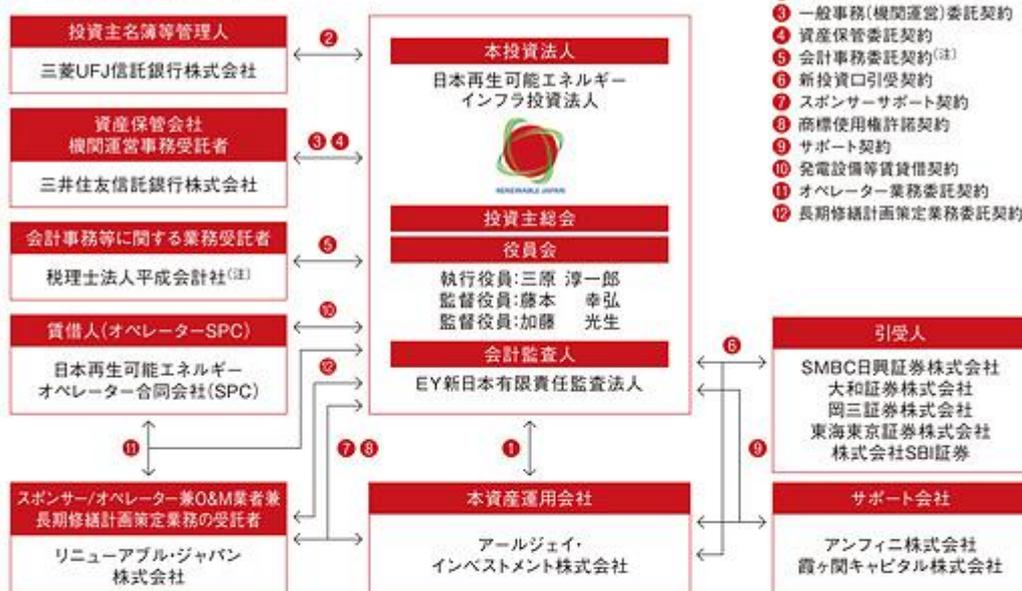 投資主名簿等管理人
三菱UFJ信託銀行株式会社
②
資産保管会社
機関運営事務受託者
三井住友信託銀行株式会社
③ ④
会計事務等に関する業務受託者
税理士法人平成会計社(注)
⑤
賃借人(オペレーターSPC)
日本再生可能エネルギー
オペレーター合同会社(SPC)
⑩
⑫
⑪
⑦ ⑧
スポンサー/オペレーター兼O&M業者兼
長期修繕計画策定業務の受託者
リニューアブル・ジャパン
株式会社
本投資法人
日本再生可能エネルギー
インフラ投資法人
RENEWABLE JAPAN
投資主総会
役員会
執行役員:三原 淳一郎
監督役員:藤本 幸弘
監督役員:加藤 光生
会計監査人
EY新日本有限責任監査法人
①
本資産運用会社
アールジェイ・
インベストメント株式会社
③ 一般事務(機関運営)委託契約
④ 資産保管委託契約
⑤ 会計事務委託契約(注)
⑥ 新投資口引受契約
⑦ スポンサーサポート契約
⑧ 商標使用権許諾契約
⑨ サポート契約
⑩ 発電設備等賃貸借契約
⑪ オペレーター業務委託契約
⑫ 長期修繕計画策定業務委託契約
⑥
引受人
SMBC日興証券株式会社
大和証券株式会社
岡三証券株式会社
東海東京証券株式会社
株式会社SBI証券
⑨
サポート会社
アンフィニ株式会社
霞ヶ関キャピタル株式会社